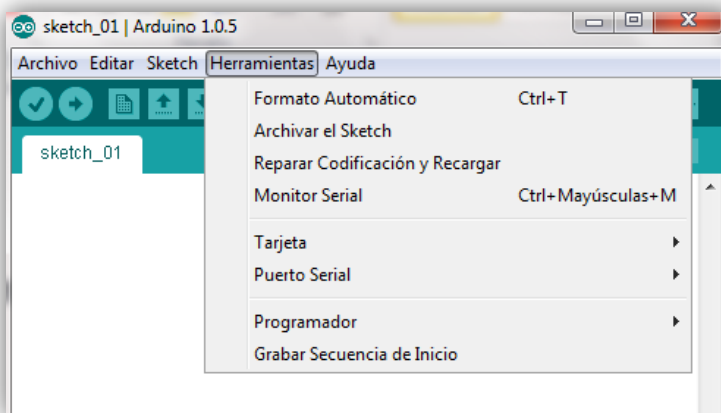 sketch_01 | Arduino 1.0.5
Archivo Editar Sketch Herramientas Ayuda
Formato Automático Ctrl+T
Archivar el Sketch
sketch_01
Reparar Codificación y Recargar
Monitor Serial Ctrl+Mayúsculas+M
Tarjeta
Puerto Serial
Programador
Grabar Secuencia de Inicio